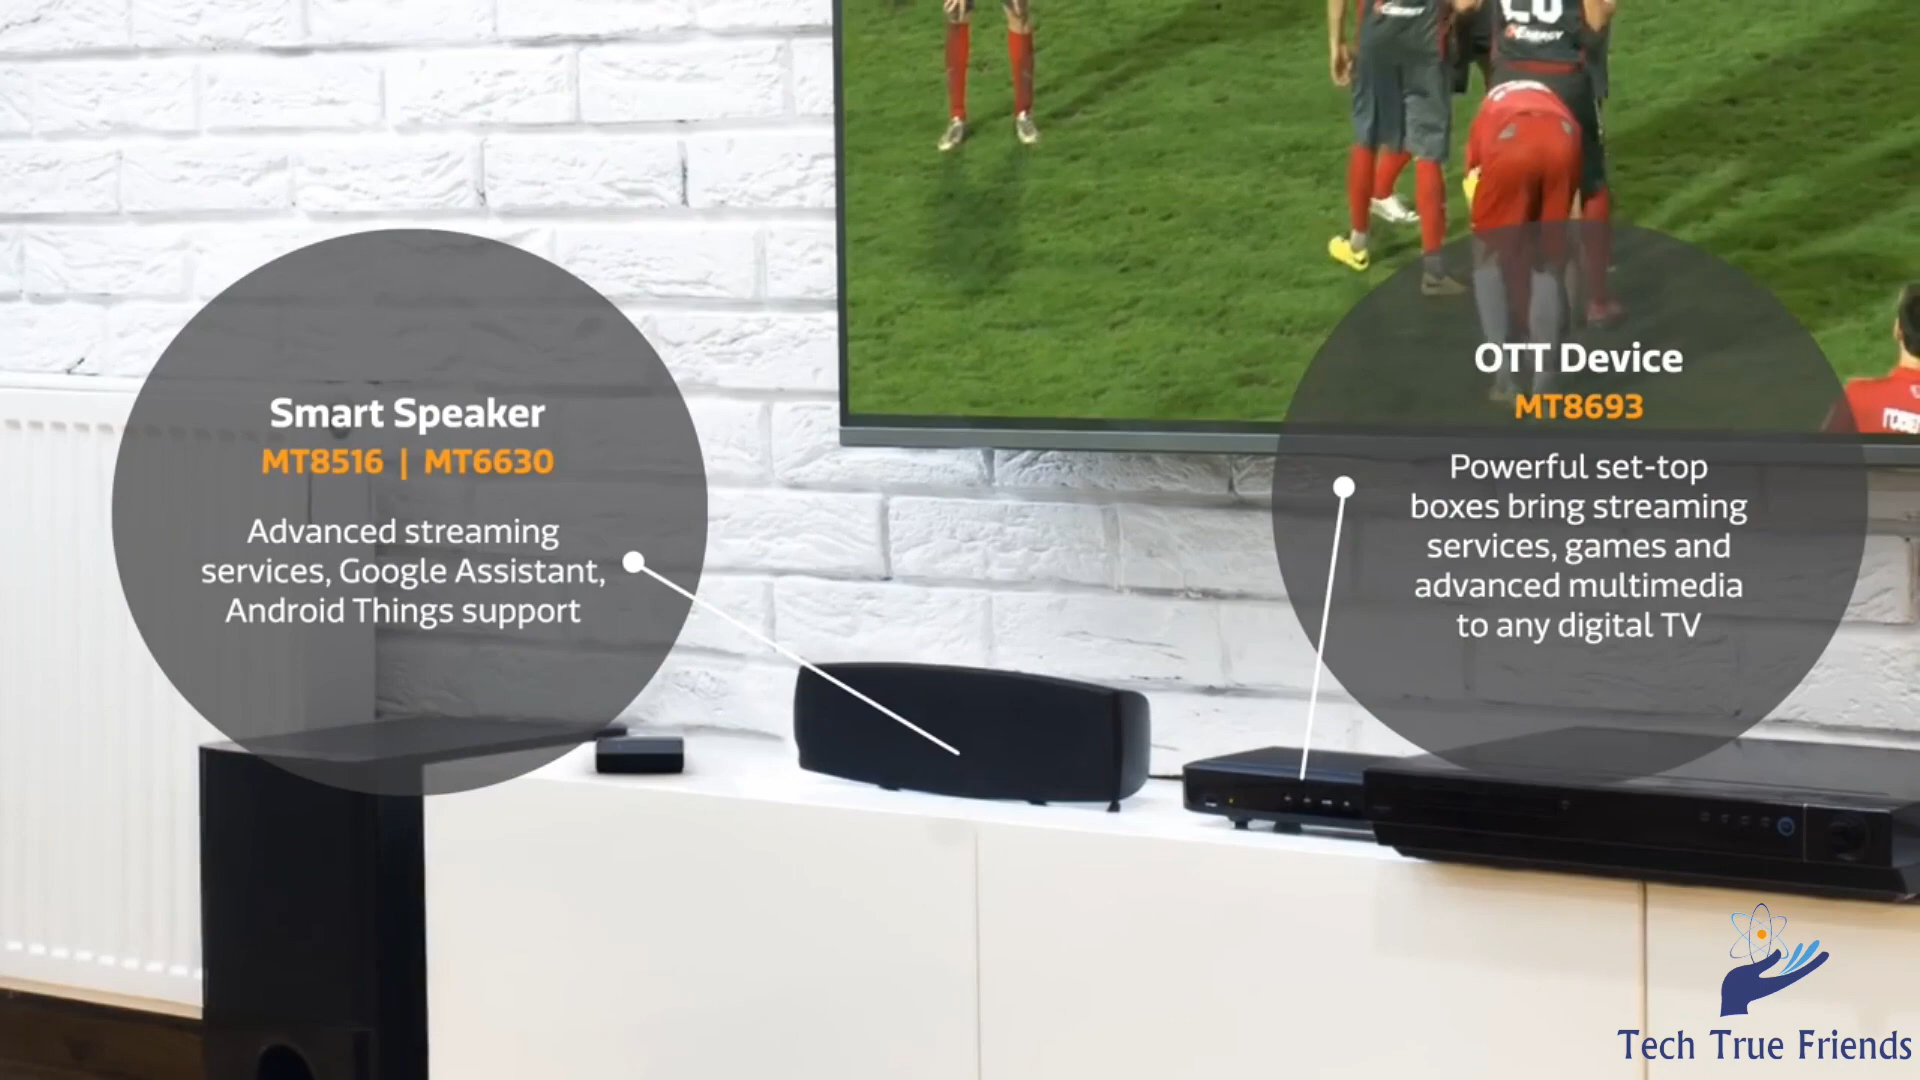 Smart Speaker
MT8516 | MT6630
Advanced streaming
services, Google Assistant,
Android Things support
OTT Device
MT8693
Powerful set-top
boxes bring streaming
services, games and
advanced multimedia
to any digital TV
Tech True Friends